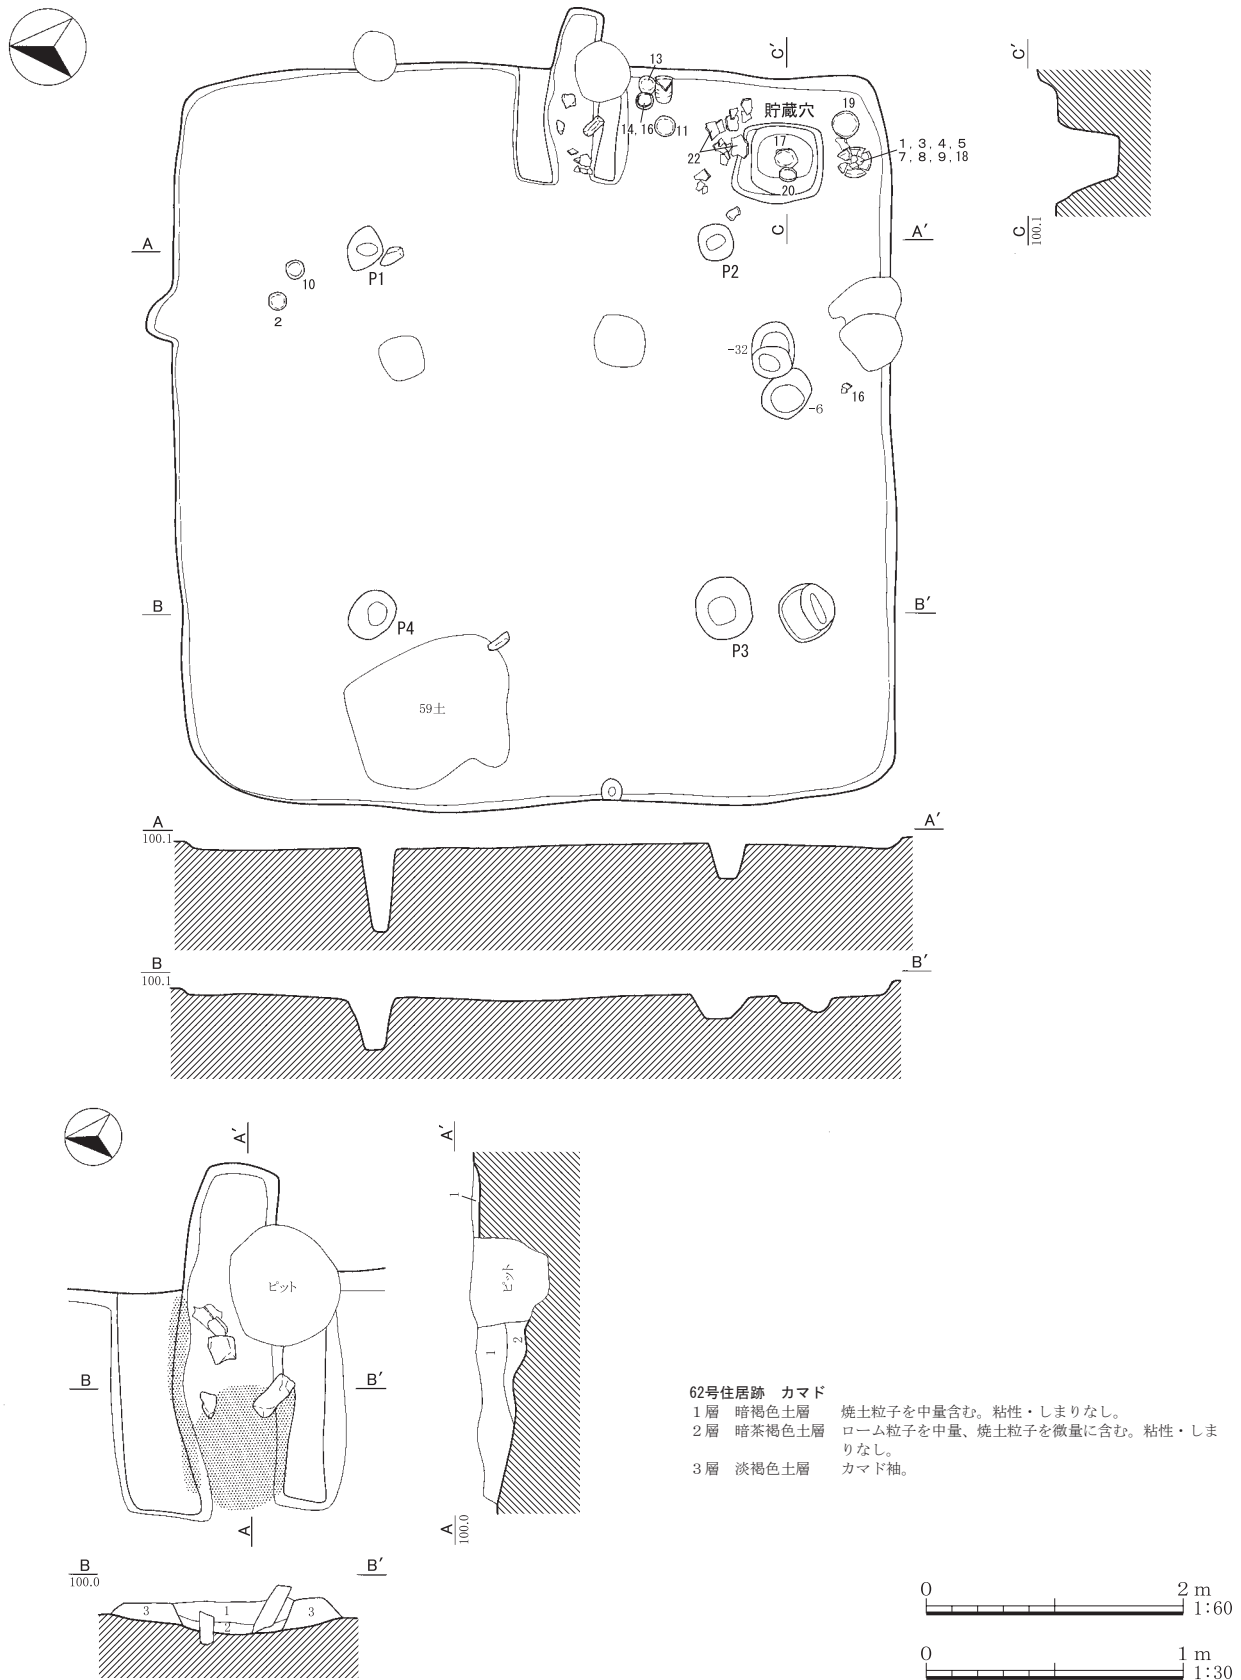 C′
C′
13
貯蔵穴
19
14, 16
11
17
1, 3, 4, 5
7, 8, 9, 18
22
20
C
C
100.1
A
A′
P1
P2
10
2
-32
-6
16
B
B′
P4
P3
59土
A
100.1
A′
B
100.1
B′
A′
A′
1
ピット
ピット
1
2
B
B′
A
A
100.0
B
100.0
B′
3
1
3
2
62号住居跡 カマド
1層 暗褐色土層 焼土粒子を中量含む。粘性・しまりなし。
2層 暗茶褐色土層 ローム粒子を中量、焼土粒子を微量に含む。粘性・しま
りなし。
3層 淡褐色土層 カマド袖。
0 2m
1:60
0 1m
1:30